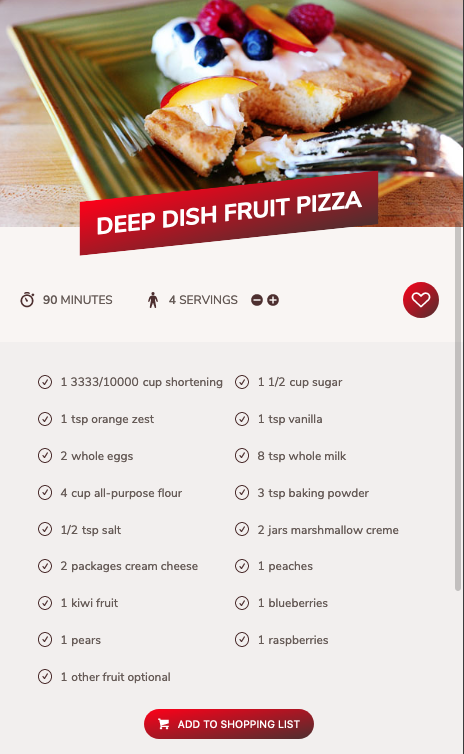 DEEP DISH FRUIT PIZZA
90 MINUTES
4 SERVINGS
1 3333/10000 cup shortening
1 1/2 cup sugar
1 tsp orange zest
1 tsp vanilla
2 whole eggs
8 tsp whole milk
4 cup all-purpose flour
3 tsp baking powder
1/2 tsp salt
2 jars marshmallow creme
2 packages cream cheese
1 peaches
1 kiwi fruit
1 blueberries
1 pears
1 raspberries
1 other fruit optional
ADD TO SHOPPING LIST